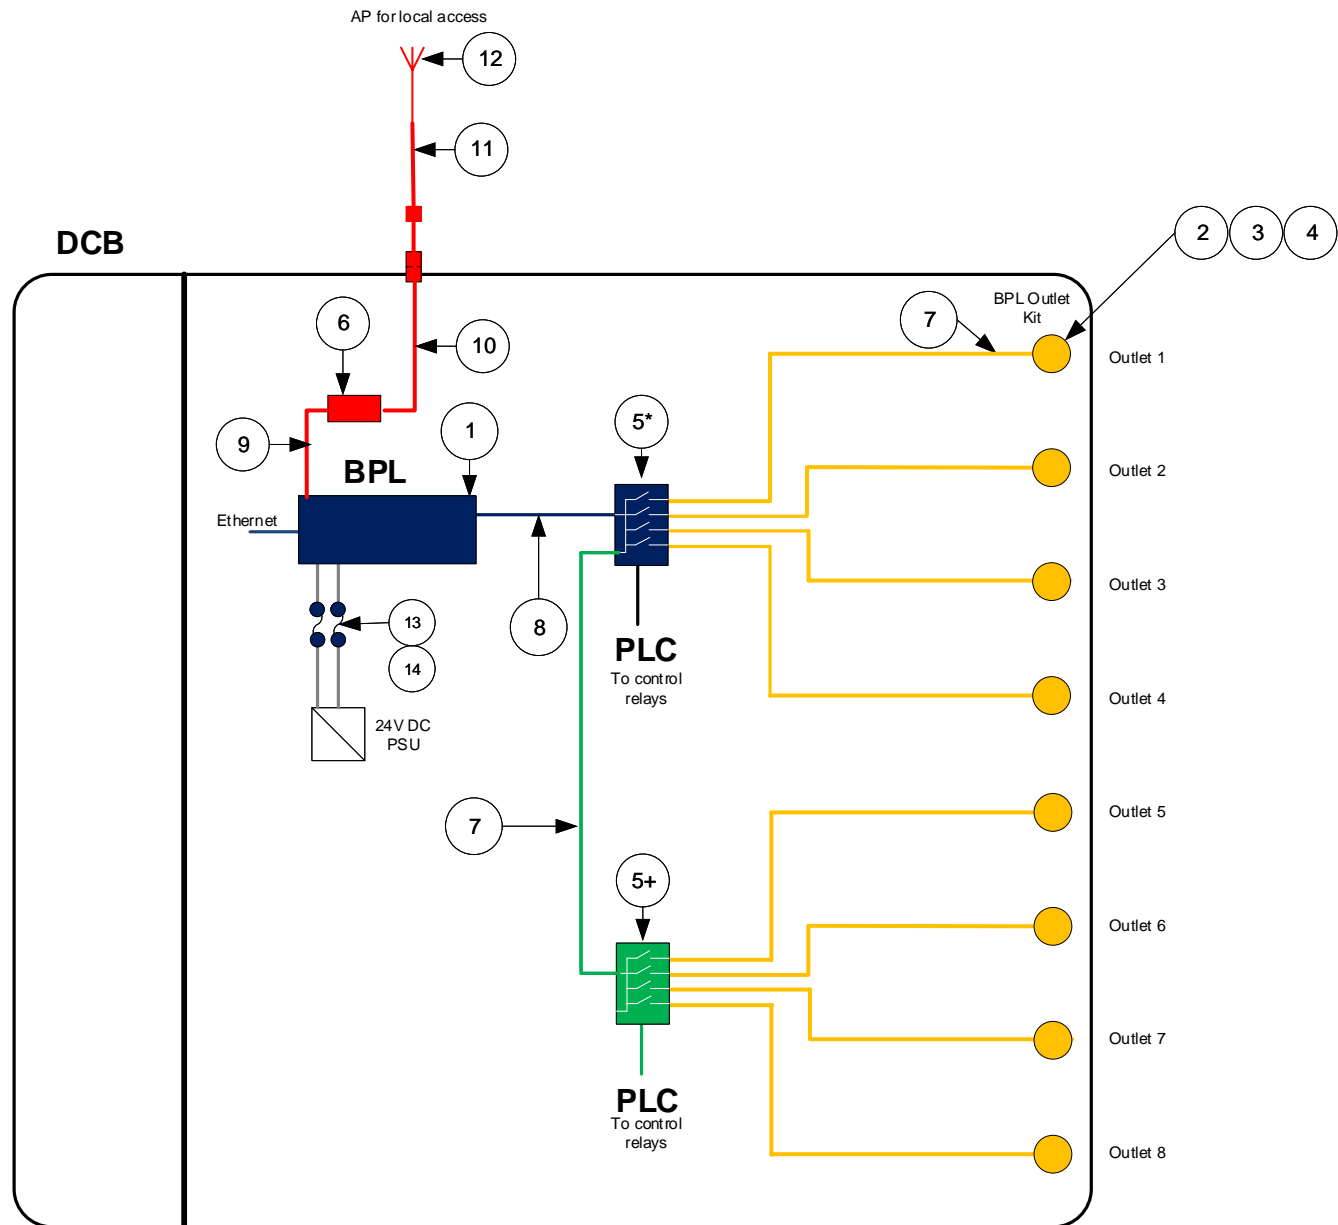 AP for local access
12
11
DCB
2
3
4
6
10
7
BPL Outlet
Kit
Outlet 1
9
1
5*
BPL
Outlet 2
Ethernet
8
Outlet 3
13
14
PLC
To control
relays
Outlet 4
24V DC
PSU
7
Outlet 5
5+
Outlet 6
Outlet 7
PLC
To control
relays
Outlet 8